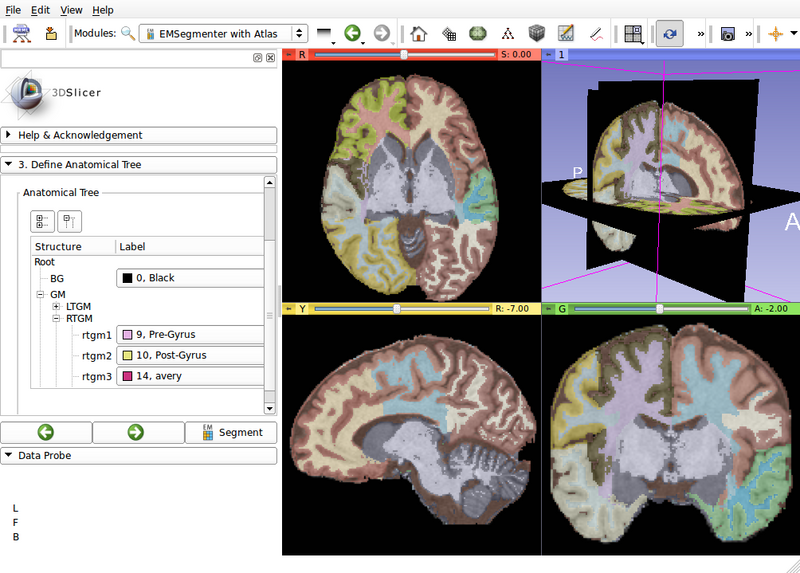 File Edit View Help
Modules: EMSegmenter with Atlas
R S: 0.00
1
3DSlicer
Help & Acknowledgement
3. Define Anatomical Tree
Anatomical Tree
Structure Label
Root
BG 0, Black
GM
LTGM
RTGM
rtgm1 9, Pre-Gyrus
rtgm2 10, Post-Gyrus
rtgm3 14, avery
EM Segment
Data Probe
L
F
B
P
A
Y R: -7.00
G A: -2.00